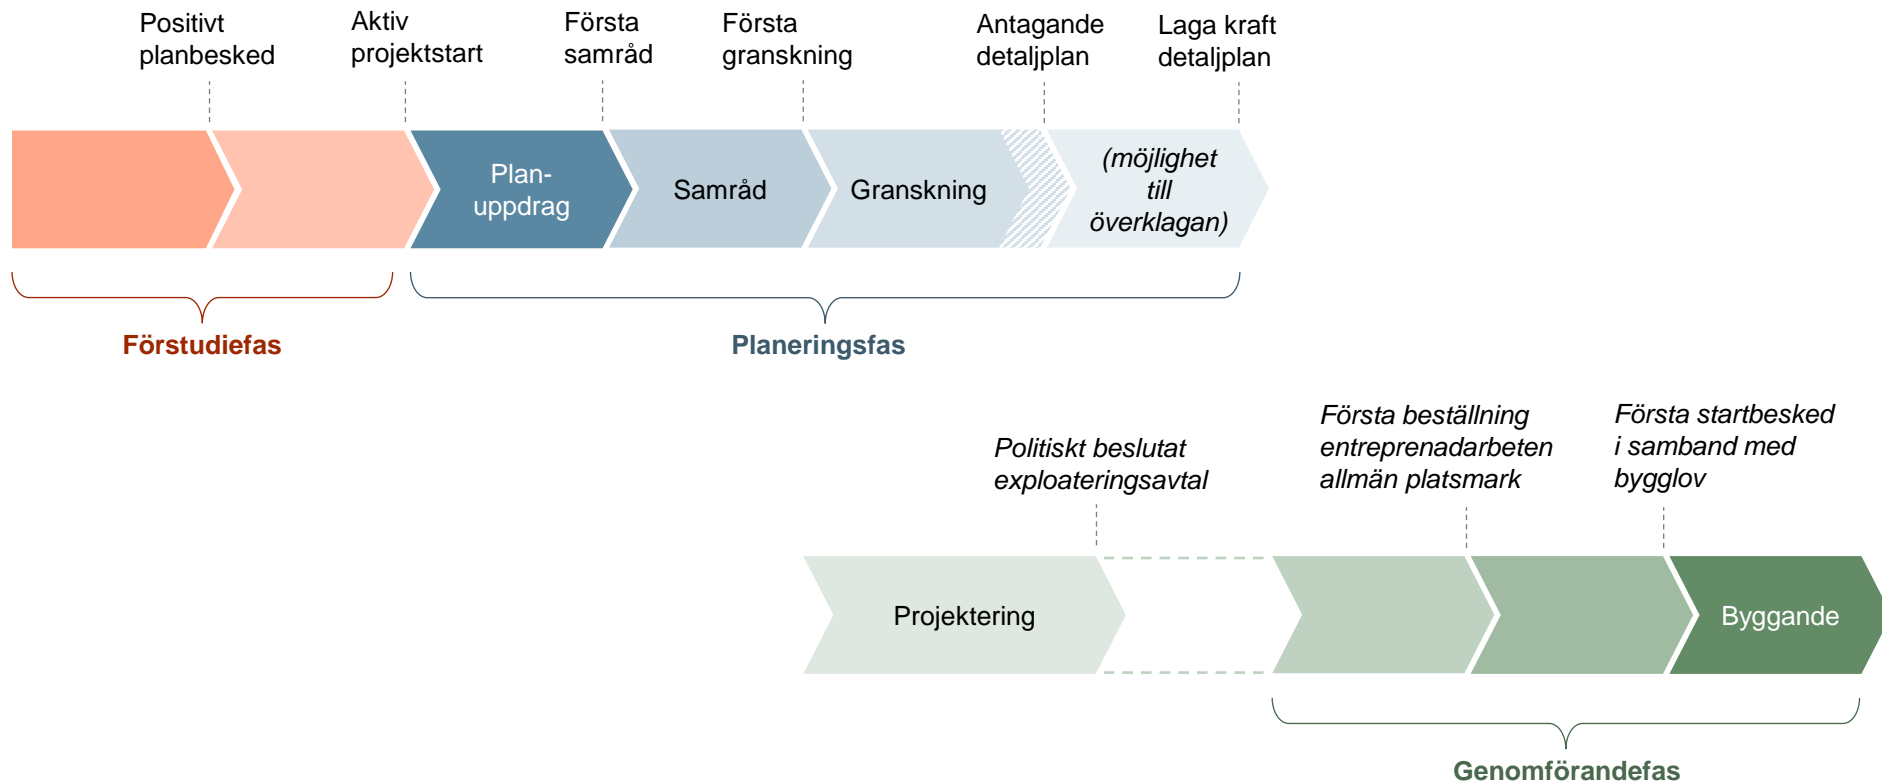 Positivt
planbesked
Aktiv
projektstart
Första
samråd
Första
granskning
Antagande
detaljplan
Laga kraft
detaljplan
Plan-
uppdrag
Samråd
Granskning
(möjlighet
till
överklagan)
Förstudiefas
Planeringsfas
Politiskt beslutat
exploateringsavtal
Första beställning
entreprenadarbeten
allmän platsmark
Första startbesked
i samband med
bygglov
Projektering
Byggande
Genomförandefas